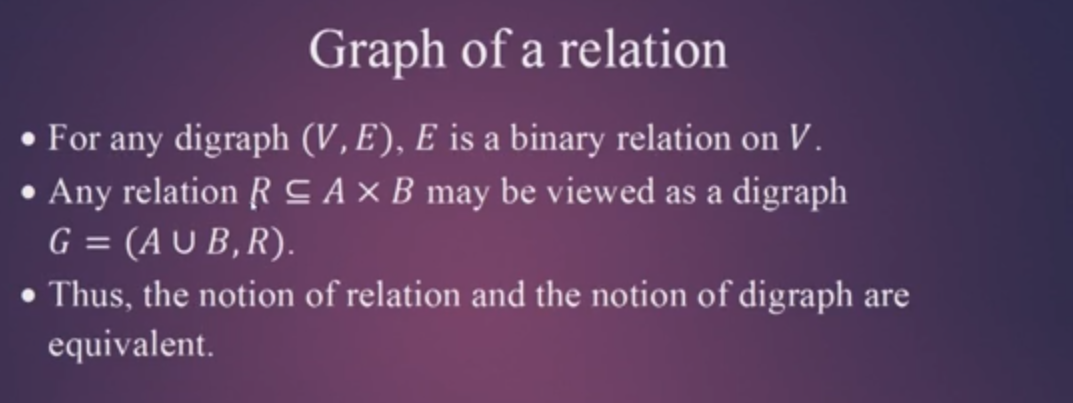 Graph of a relation
• For any digraph (V, E), E is a binary relation on V.
• Any relation R ⊆ A × B may be viewed as a digraph
G = (A ∪ B, R).
• Thus, the notion of relation and the notion of digraph are
equivalent.